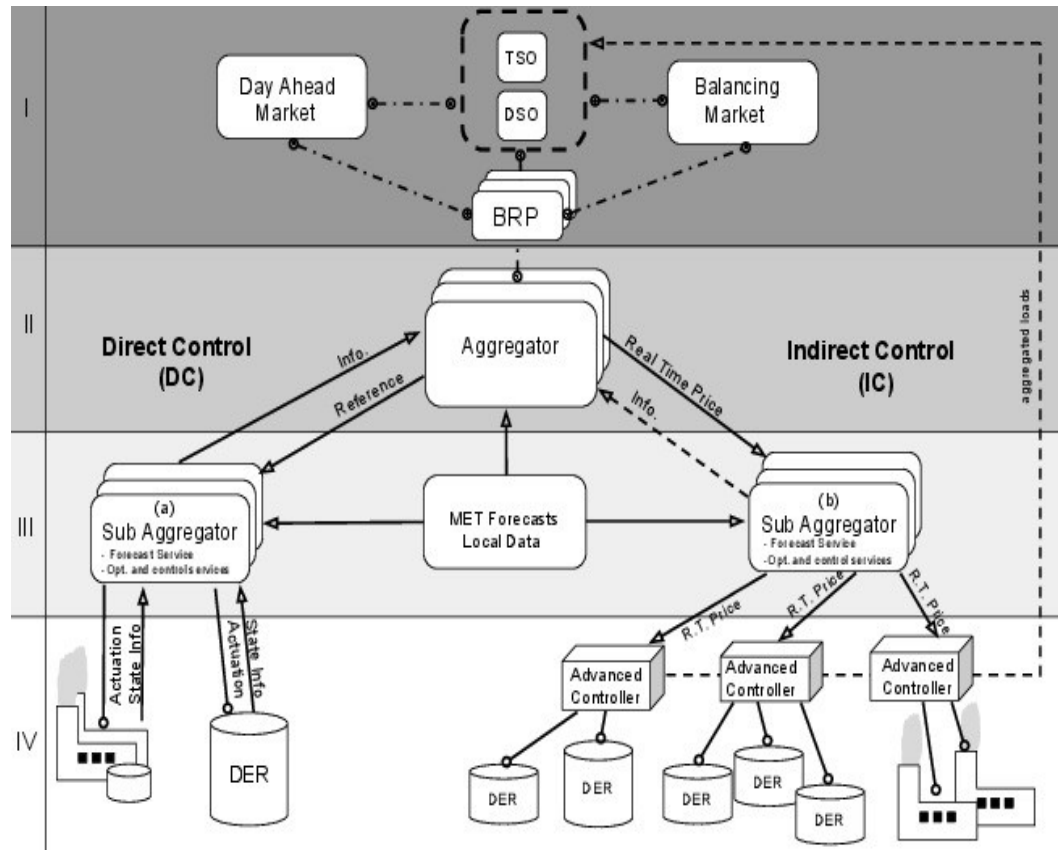 I
TSO
DSO
Day Ahead
Market
Balancing
Market
BRP
II
Direct Control
(DC)
Info.
Reference
Aggregator
Real Time Price
Info.
Indirect Control
(IC)
aggregated loads
III
(a)
Sub Aggregator
- Forecast Service
- Opt. and control services
MET Forecasts
Local Data
(b)
Sub Aggregator
- Forecast Service
- Opt. and control services
R.T. Price
R.T. Price
R.T. Price
IV
Actuation
State Info
State Info
Actuation
DER
Advanced
Controller
Advanced
Controller
Advanced
Controller
DER
DER
DER
DER
DER